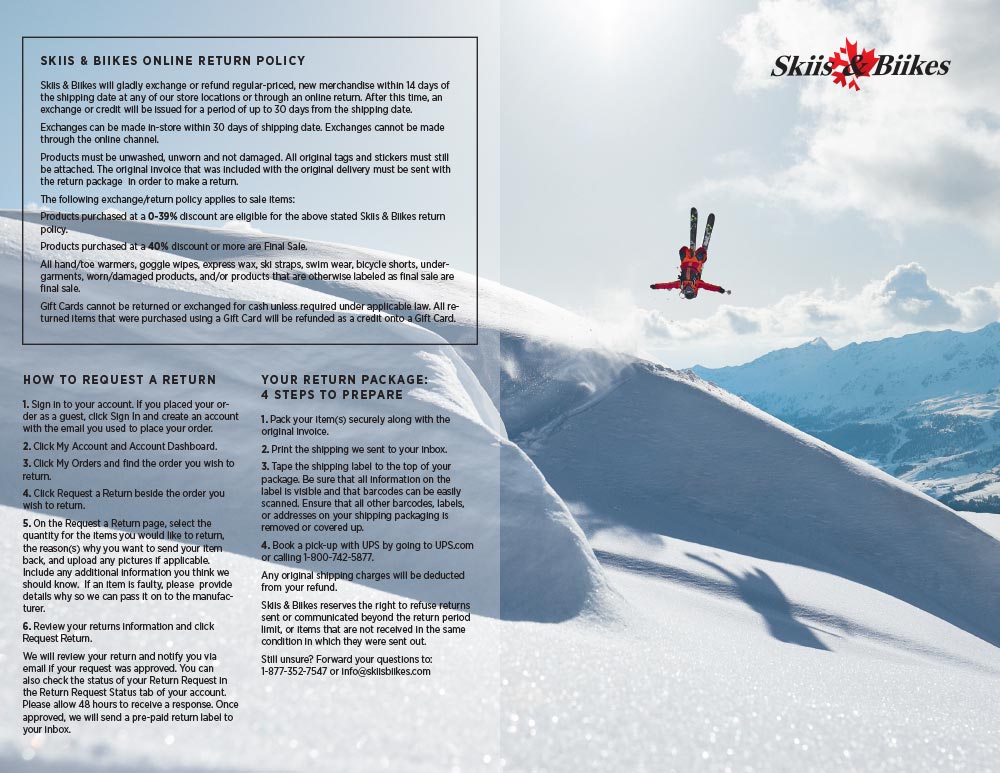 SKIIS & BIIKES ONLINE RETURN POLICY
Skiis & Biikes will gladly exchange or refund regular-priced, new merchandise within 14 days of
the shipping date at any of our store locations or through an online return. After this time, an
exchange or credit will be issued for a period of up to 30 days from the shipping date.
Exchanges can be made in-store within 30 days of shipping date. Exchanges cannot be made
through the online channel.
Products must be unwashed, unworn and not damaged. All original tags and stickers must still
be attached. The original invoice that was included with the original delivery must be sent with
the return package in order to make a return.
The following exchange/return policy applies to sale items:
Products purchased at a 0-39% discount are eligible for the above stated Skiis & Biikes return
policy.
Products purchased at a 40% discount or more are Final Sale.
All hand/toe warmers, goggle wipes, express wax, ski straps, swim wear, bicycle shorts, under-
garments, worn/damaged products, and/or products that are otherwise labeled as final sale are
final sale.
Gift Cards cannot be returned or exchanged for cash unless required under applicable law. All re-
turned items that were purchased using a Gift Card will be refunded as a credit onto a Gift Card.
HOW TO REQUEST A RETURN
1. Sign in to your account. If you placed your or-
der as a guest, click Sign In and create an account
with the email you used to place your order.
2. Click My Account and Account Dashboard.
3. Click My Orders and find the order you wish to
return.
4. Click Request a Return beside the order you
wish to return.
5. On the Request a Return page, select the
quantity for the items you would like to return,
the reason(s) why you want to send your item
back, and upload any pictures if applicable.
Include any additional information you think we
should know. If an item is faulty, please provide
details why so we can pass it on to the manufac-
turer.
6. Review your returns information and click
Request Return.
We will review your return and notify you via
email if your request was approved. You can
also check the status of your Return Request in
the Return Request Status tab of your account.
Please allow 48 hours to receive a response. Once
approved, we will send a pre-paid return label to
your inbox.
YOUR RETURN PACKAGE:
4 STEPS TO PREPARE
1. Pack your item(s) securely along with the
original invoice.
2. Print the shipping we sent to your inbox.
3. Tape the shipping label to the top of your
package. Be sure that all information on the
label is visible and that barcodes can be easily
scanned. Ensure that all other barcodes, labels,
or addresses on your shipping packaging is
removed or covered up.
4. Book a pick-up with UPS by going to UPS.com
or calling 1-800-742-5877.
Any original shipping charges will be deducted
from your refund.
Skiis & Biikes reserves the right to refuse returns
sent or communicated beyond the return period
limit, or items that are not received in the same
condition in which they were sent out.
Still unsure? Forward your questions to:
1-877-352-7547 or info@skiisbiikes.com
Skiis & Biikes